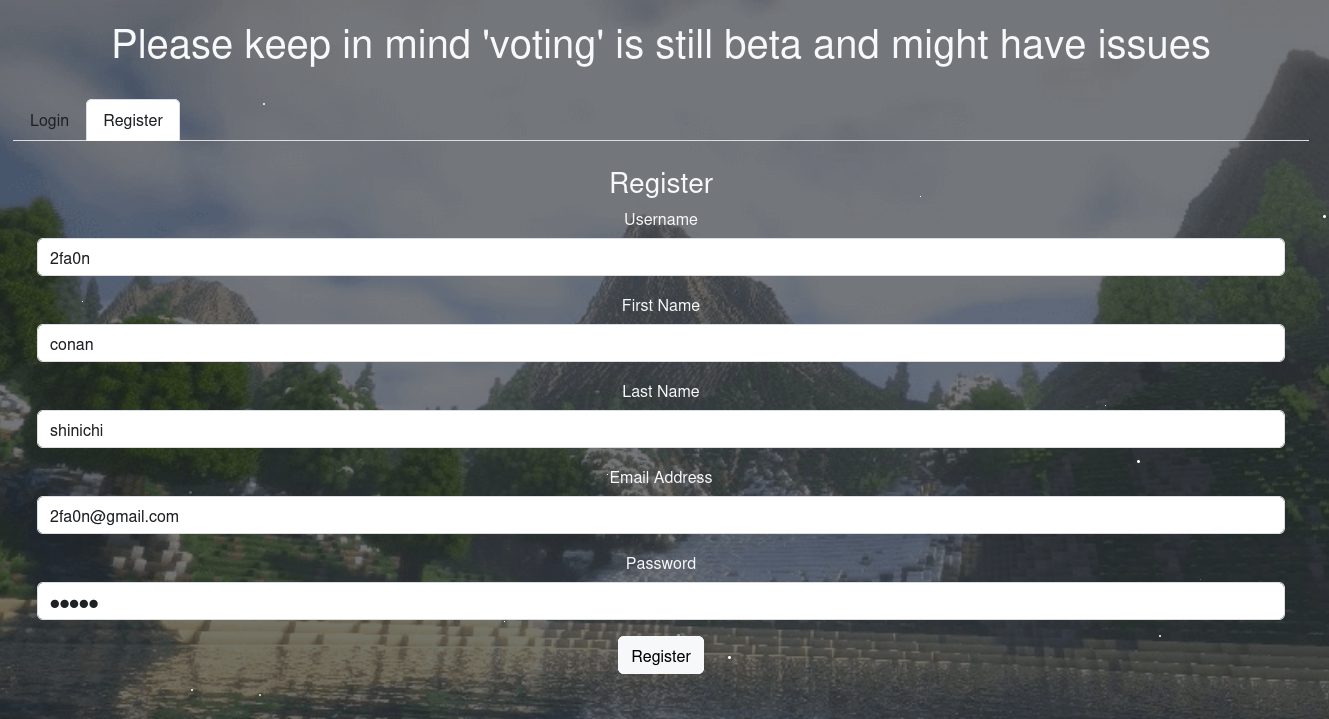 Please keep in mind 'voting' is still beta and might have issues
Login Register
Register
Username
2fa0n
First Name
conan
Last Name
shinichi
Email Address
2fa0n@gmail.com
Password
●●●●●
Register